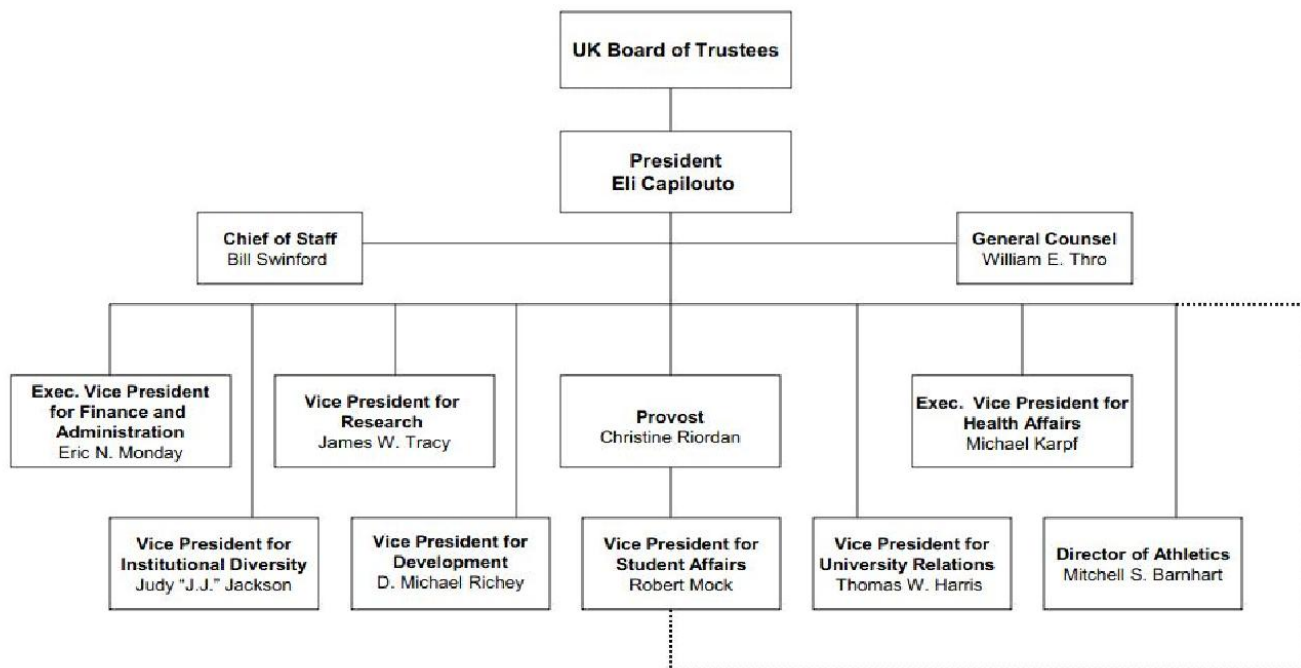 UK Board of Trustees
President
Eli Capilouto
Chief of Staff
Bill Swinford
General Counsel
William E. Thro
Exec. Vice President
for Finance and
Administration
Eric N. Monday
Vice President for
Research
James W. Tracy
Provost
Christine Riordan
Exec. Vice President for
Health Affairs
Michael Karpf
Vice President for
Institutional Diversity
Judy "J.J." Jackson
Vice President for
Development
D. Michael Richey
Vice President for
Student Affairs
Robert Mock
Vice President for
University Relations
Thomas W. Harris
Director of Athletics
Mitchell S. Barnhart